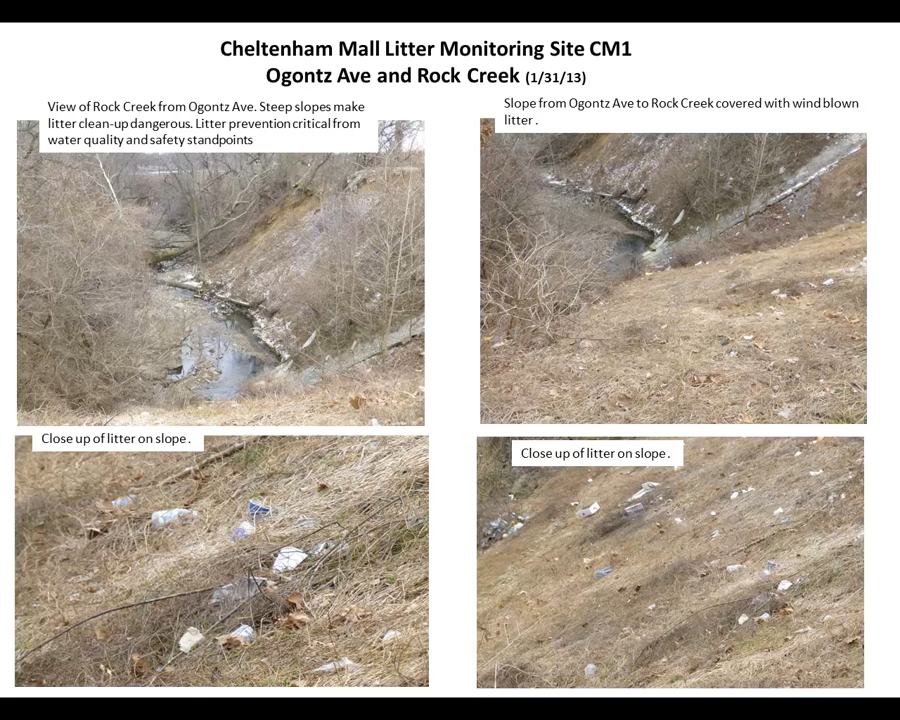 Cheltenham Mall Litter Monitoring Site CM1
Ogontz Ave and Rock Creek (1/31/13)
View of Rock Creek from Ogontz Ave. Steep slopes make
litter clean-up dangerous. Litter prevention critical from
water quality and safety standpoints
Slope from Ogontz Ave to Rock Creek covered with wind blown
litter .
Close up of litter on slope .
Close up of litter on slope .